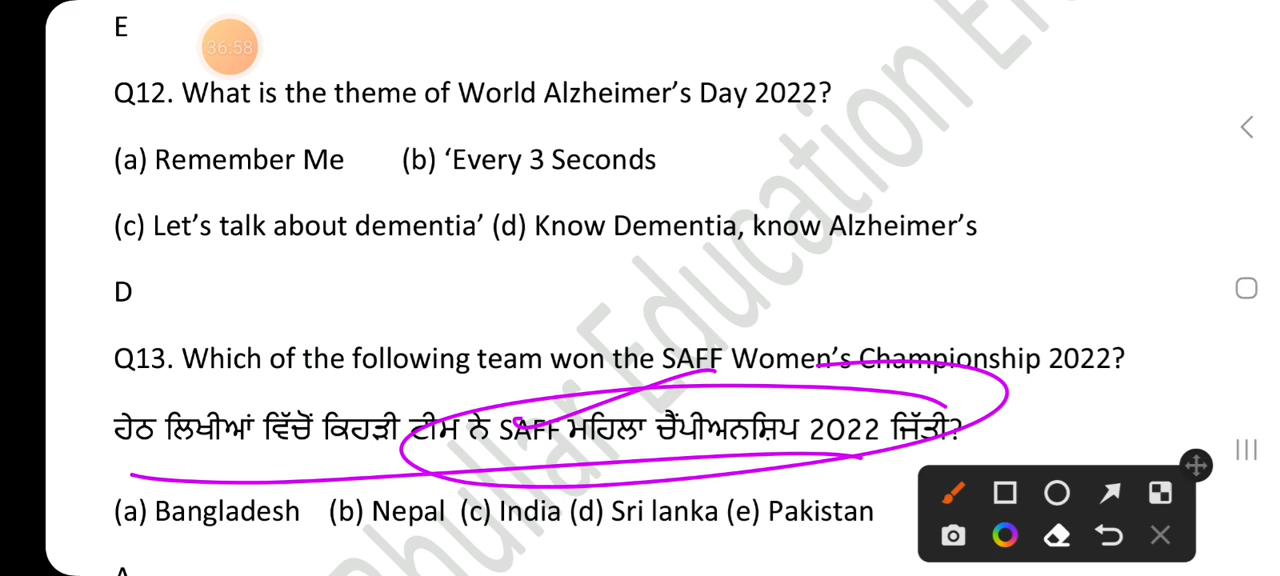 E
36:58
Q12. What is the theme of World Alzheimer's Day 2022?
(a) Remember Me (b) ‘Every 3 Seconds
(c) Let's talk about dementia’ (d) Know Dementia, know Alzheimer's
D
Q13. Which of the following team won the SAFF Women's Championship 2022?
ਹੇਠ ਲਿਖੀਆਂ ਵਿੱਚੋਂ ਕਿਹੜੀ ਟੀਮ ਨੇ SAFF ਮਹਿਲਾ ਚੈਂਪੀਅਨਸ਼ਿਪ 2022 ਜਿੱਤੀ?
(a) Bangladesh (b) Nepal (c) India (d) Sri lanka (e) Pakistan
A
Bhullar Education